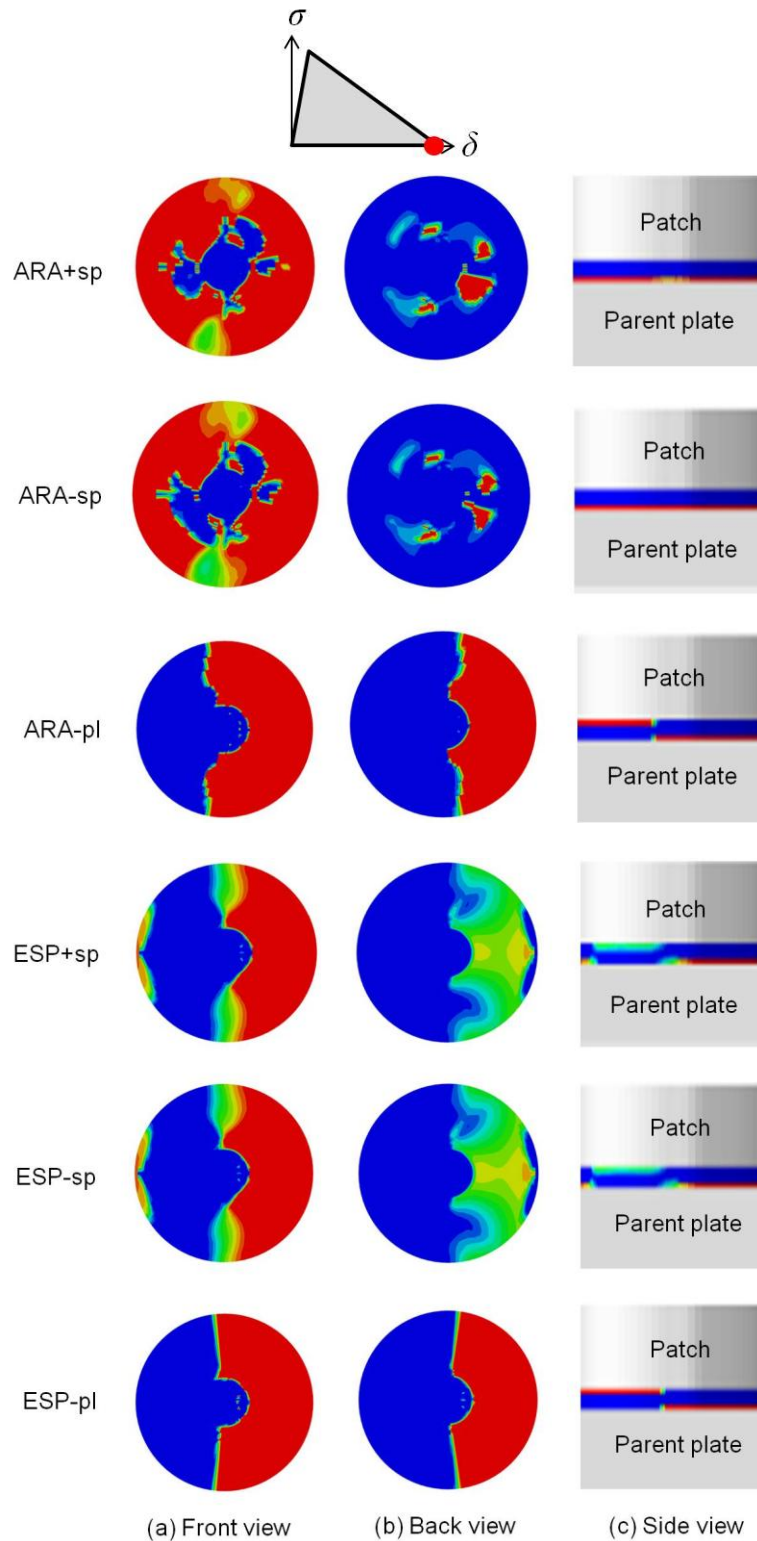 σ
δ
ARA+sp
Patch
Parent plate
ARA-sp
Patch
Parent plate
ARA-pl
Patch
Parent plate
ESP+sp
Patch
Parent plate
ESP-sp
Patch
Parent plate
ESP-pl
Patch
Parent plate
(a) Front view (b) Back view (c) Side view